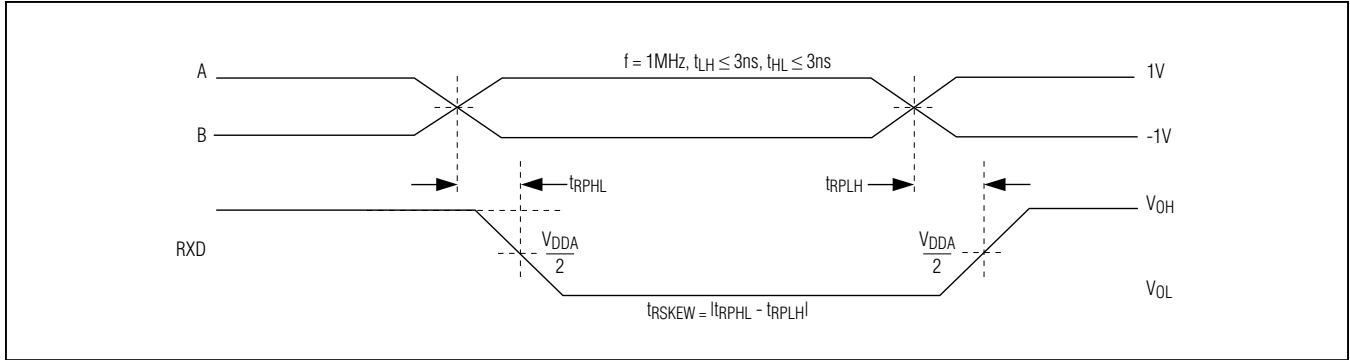 A
f = 1MHz, tLH ≤ 3ns, tHL ≤ 3ns
1V
B
-1V
tRPHL
tRPLH
VOH
RXD
VDDA
2
VDDA
2
VOL
tRSKEW = |tRPHL - tRPLH|